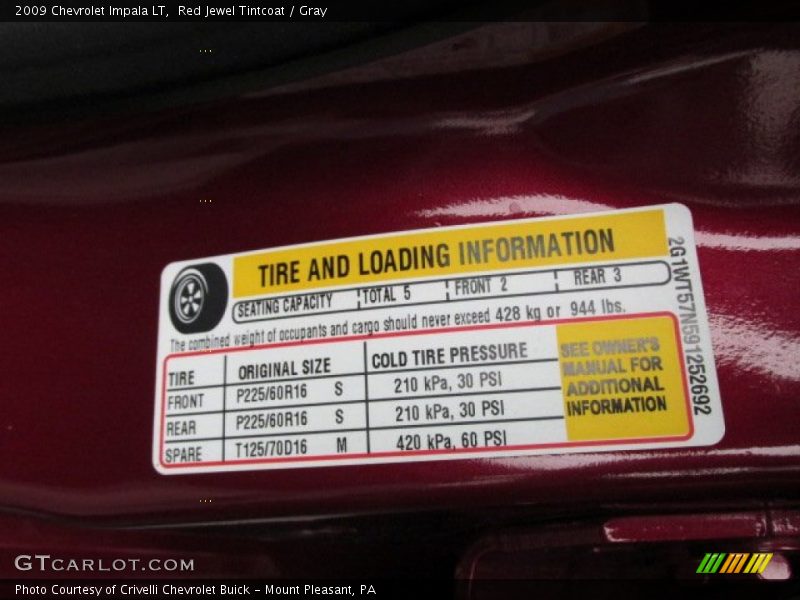 2009 Chevrolet Impala LT, Red Jewel Tintcoat / Gray
TIRE AND LOADING INFORMATION
SEATING CAPACITY TOTAL 5 FRONT 2 REAR 3
The combined weight of occupants and cargo should never exceed 428 kg or 944 lbs.
TIRE ORIGINAL SIZE COLD TIRE PRESSURE
FRONT P225/60R16 S 210 kPa, 30 PSI
REAR P225/60R16 S 210 kPa, 30 PSI
SPARE T125/70D16 M 420 kPa, 60 PSI
SEE OWNER'S
MANUAL FOR
ADDITIONAL
INFORMATION
2G1WT57N591252692
GTCARLOT.COM
Photo Courtesy of Crivelli Chevrolet Buick - Mount Pleasant, PA